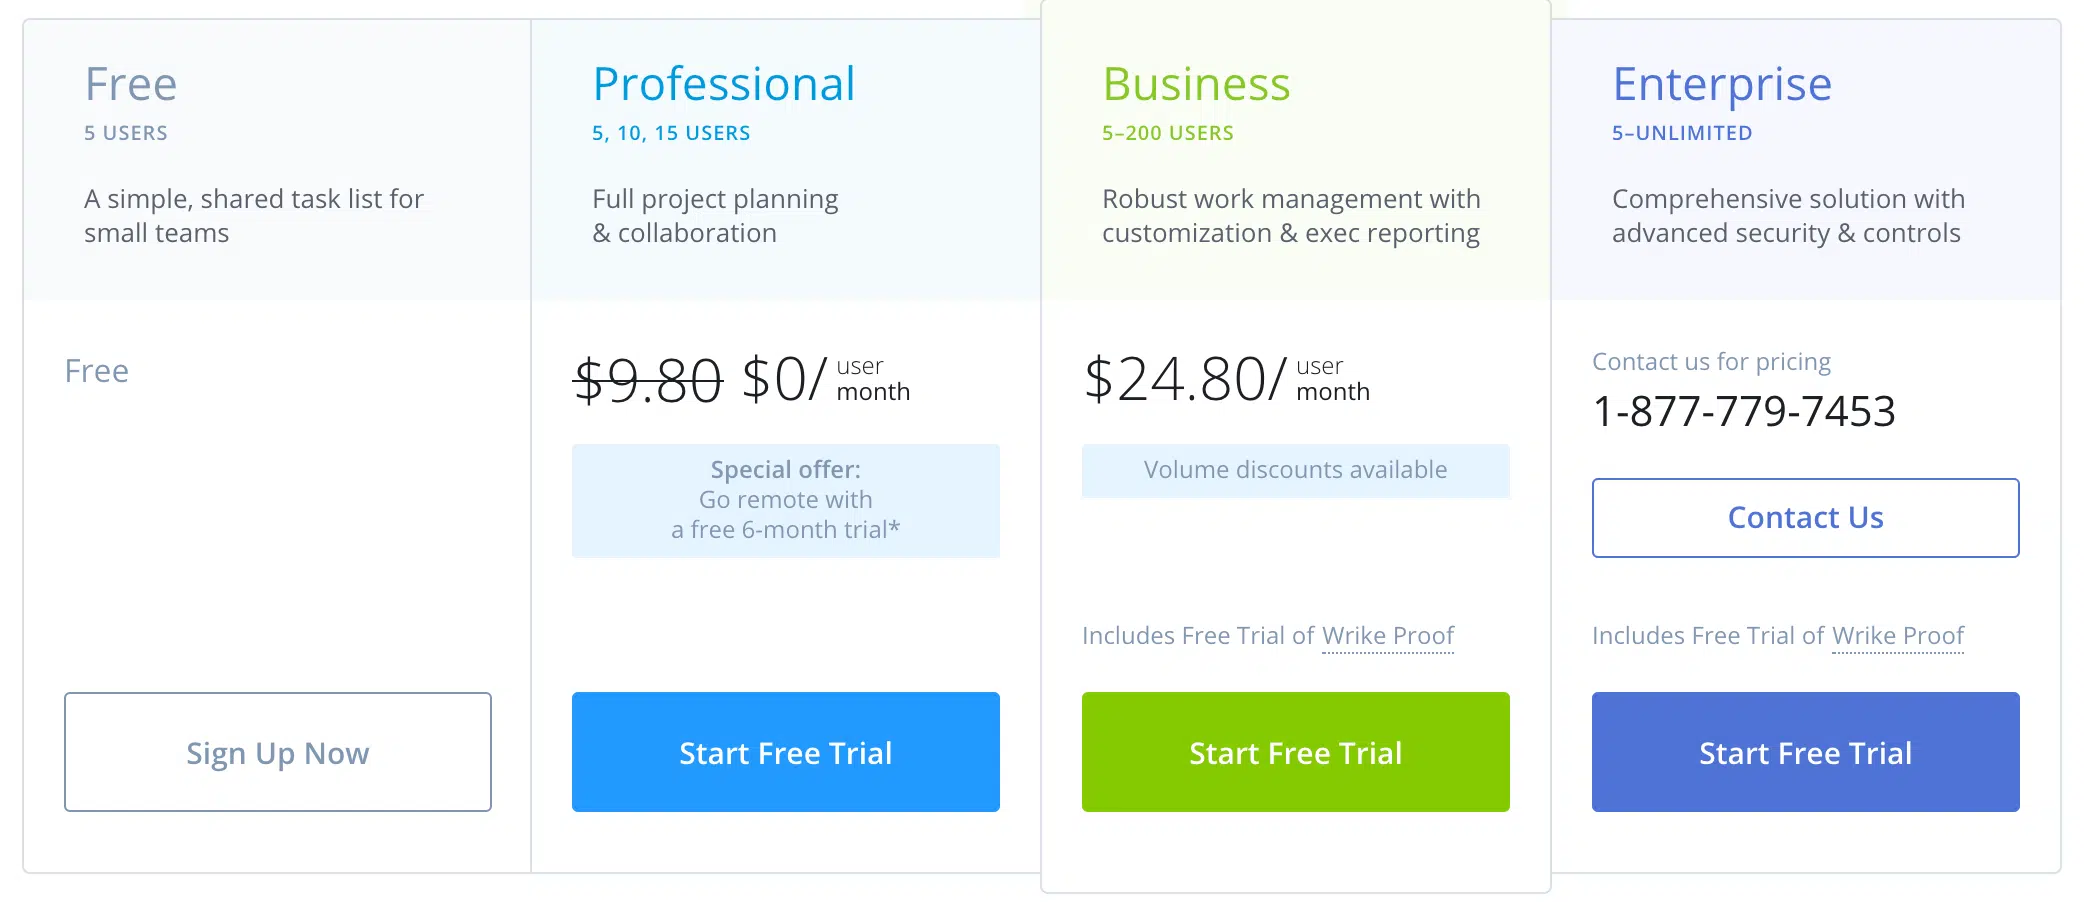 Free
5 USERS
A simple, shared task list for
small teams
Free
Sign Up Now
Professional
5, 10, 15 USERS
Full project planning
& collaboration
$9.80 $0/ user
month
Special offer:
Go remote with
a free 6-month trial*
Start Free Trial
Business
5–200 USERS
Robust work management with
customization & exec reporting
$24.80/ user
month
Volume discounts available
Includes Free Trial of Wrike Proof
Start Free Trial
Enterprise
5–UNLIMITED
Comprehensive solution with
advanced security & controls
Contact us for pricing
1-877-779-7453
Contact Us
Includes Free Trial of Wrike Proof
Start Free Trial